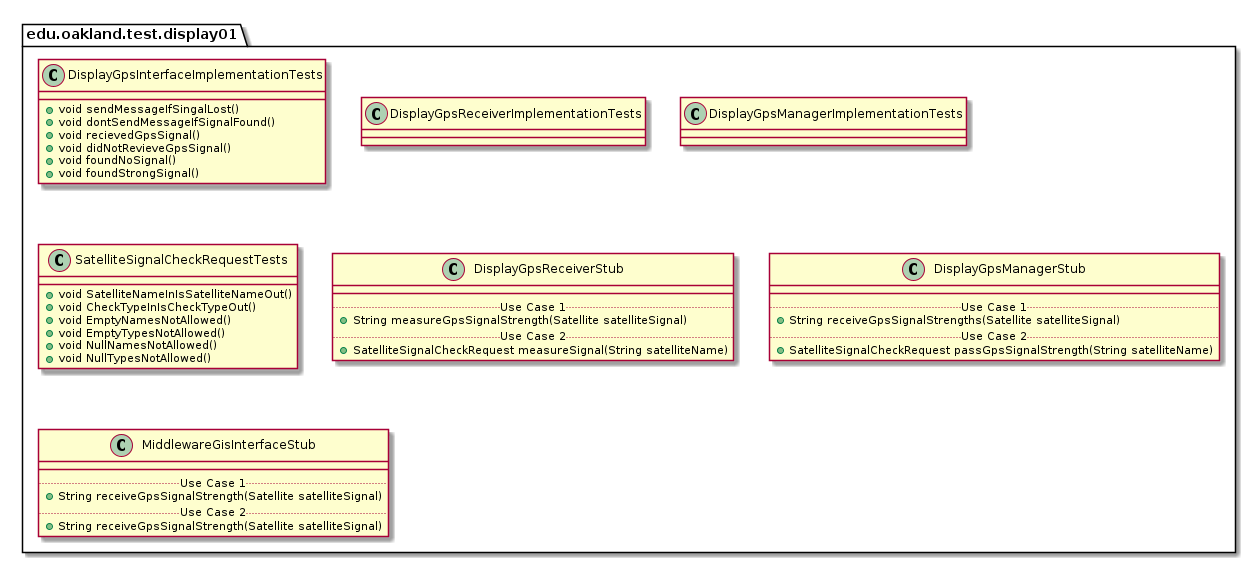 edu.oakland.test.display01
C DisplayGpsInterfaceImplementationTests
void sendMessageIfSingalLost()
void dontSendMessageIfSignalFound()
void recievedGpsSignal()
void didNotRevieveGpsSignal()
void foundNoSignal()
void foundStrongSignal()
C DisplayGpsReceiverImplementationTests
C DisplayGpsManagerImplementationTests
C SatelliteSignalCheckRequestTests
void SatelliteNameInIsSatelliteNameOut()
void CheckTypeInIsCheckTypeOut()
void EmptyNamesNotAllowed()
void EmptyTypesNotAllowed()
void NullNamesNotAllowed()
void NullTypesNotAllowed()
C DisplayGpsReceiverStub
Use Case 1
String measureGpsSignalStrength(Satellite satelliteSignal)
Use Case 2
SatelliteSignalCheckRequest measureSignal(String satelliteName)
C DisplayGpsManagerStub
Use Case 1
String receiveGpsSignalStrengths(Satellite satelliteSignal)
Use Case 2
SatelliteSignalCheckRequest passGpsSignalStrength(String satelliteName)
C MiddlewareGisInterfaceStub
Use Case 1
String receiveGpsSignalStrength(Satellite satelliteSignal)
Use Case 2
String receiveGpsSignalStrength(Satellite satelliteSignal)